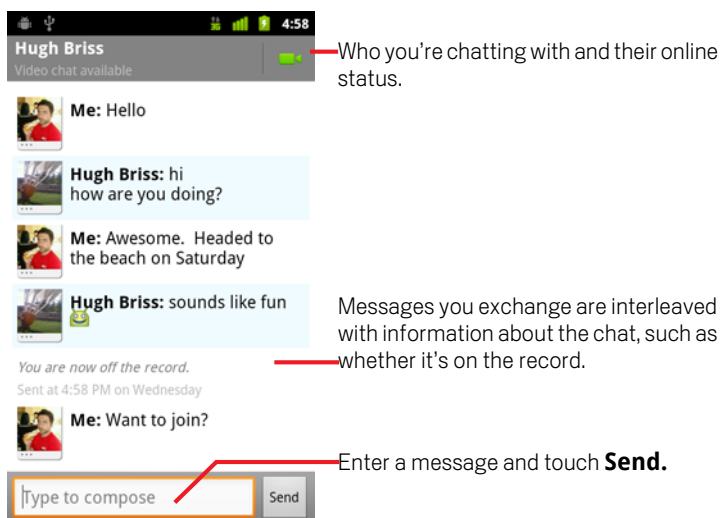 3G 4:58
Hugh Briss
Video chat available
Who you're chatting with and their online
status.
Me: Hello
Hugh Briss: hi
how are you doing?
Me: Awesome.  Headed to
the beach on Saturday
Hugh Briss: sounds like fun
Messages you exchange are interleaved
with information about the chat, such as
whether it's on the record.
You are now off the record.
Sent at 4:58 PM on Wednesday
Me: Want to join?
Enter a message and touch Send.
Type to compose
Send